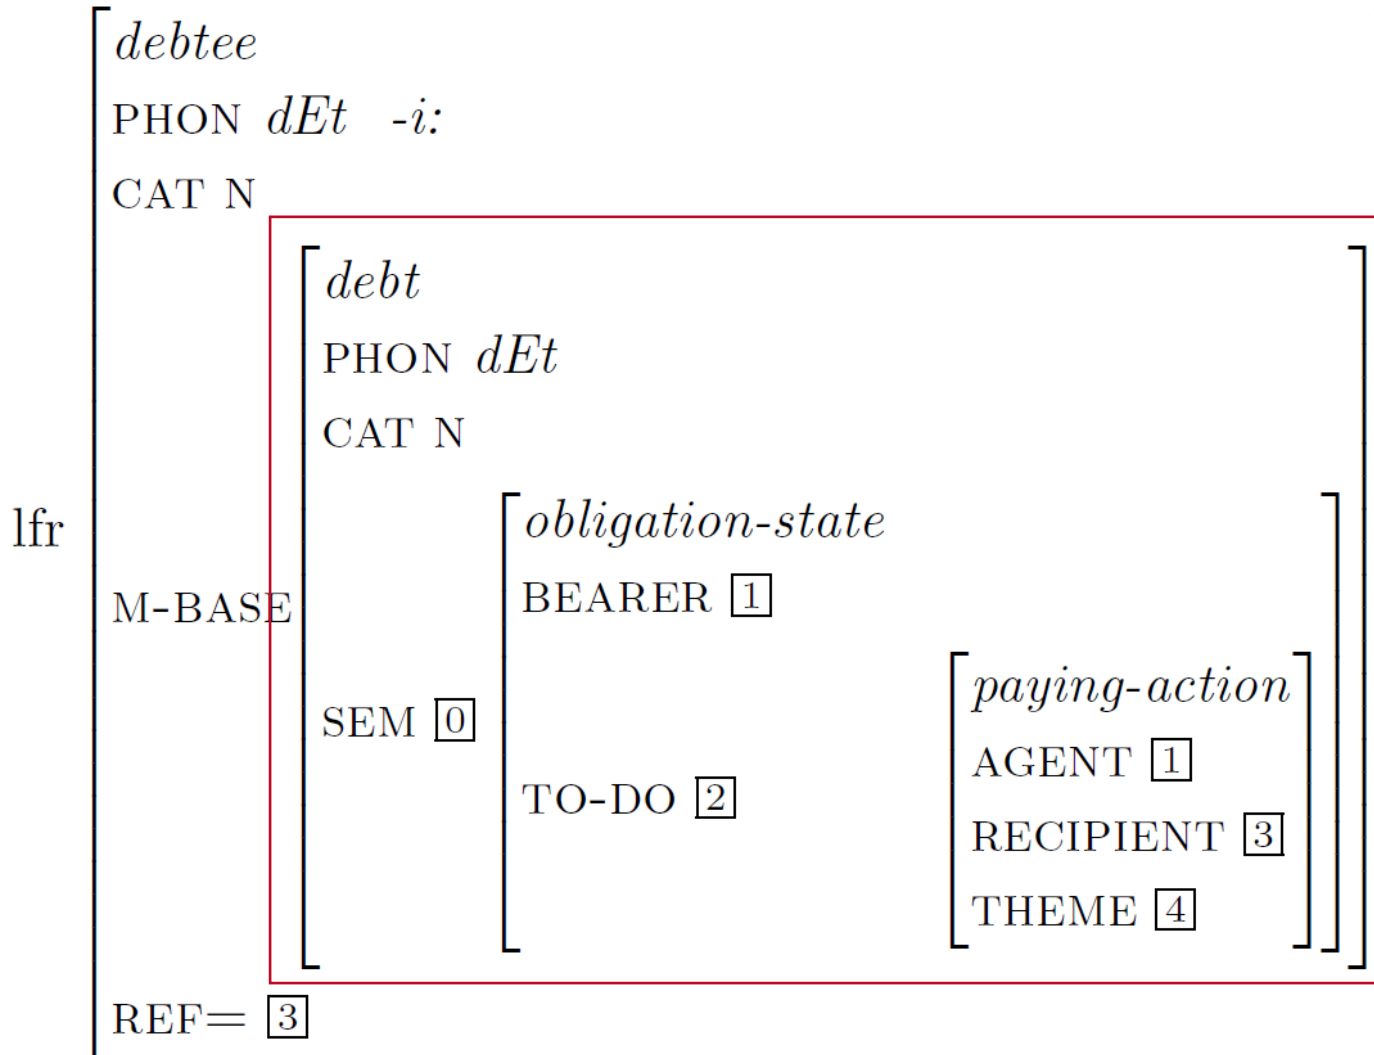 debtee
PHON dEt -i:
CAT N
debt
PHON dEt
CAT N
lfr
obligation-state
BEARER 1
M-BASE
paying-action
SEM 0
AGENT 1
TO-DO 2
RECIPIENT 3
THEME 4
REF= 3